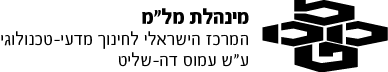 מינהלת מל"מ
המרכז הישראלי לחינוך מדעי-טכנולוגי
ע"ש עמוס דה-שליט